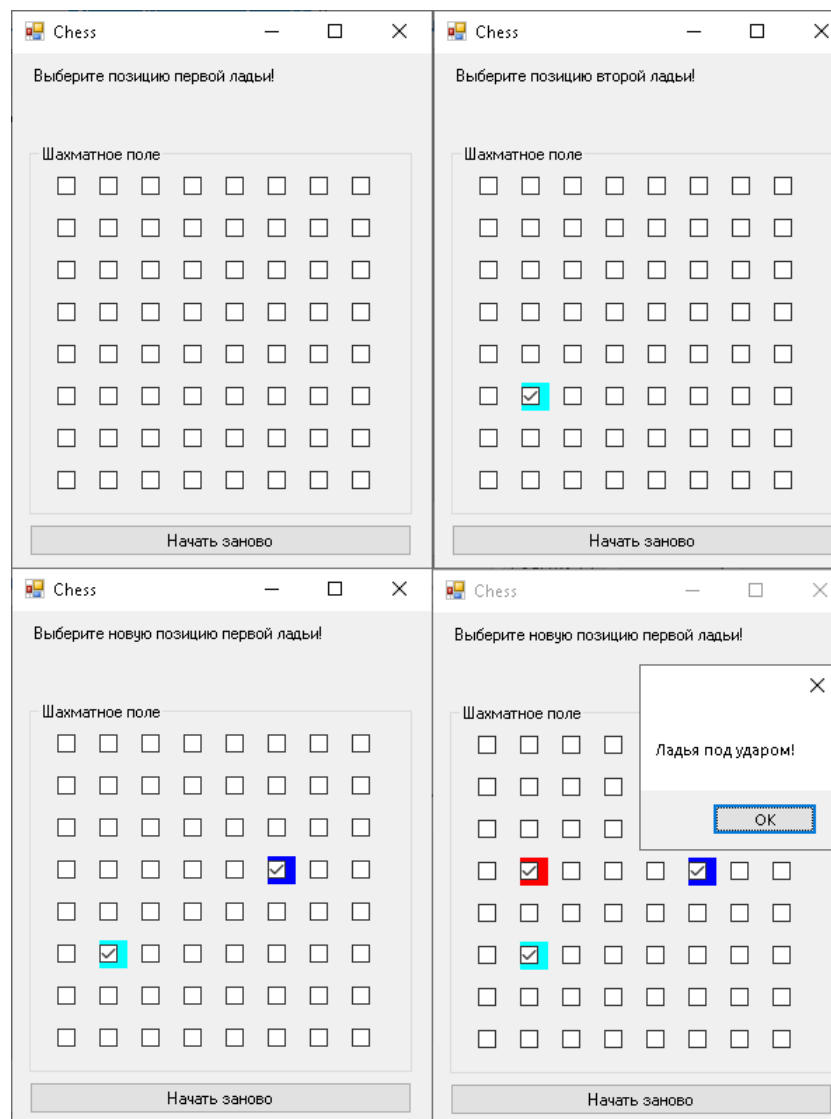 Chess
Выберите позицию первой ладьи!
Шахматное поле
Начать заново
Chess
Выберите позицию второй ладьи!
Шахматное поле
Начать заново
Chess
Выберите новую позицию первой ладьи!
Шахматное поле
Начать заново
Chess
Выберите новую позицию первой ладьи!
Шахматное поле
Ладья под ударом!
OK
Начать заново